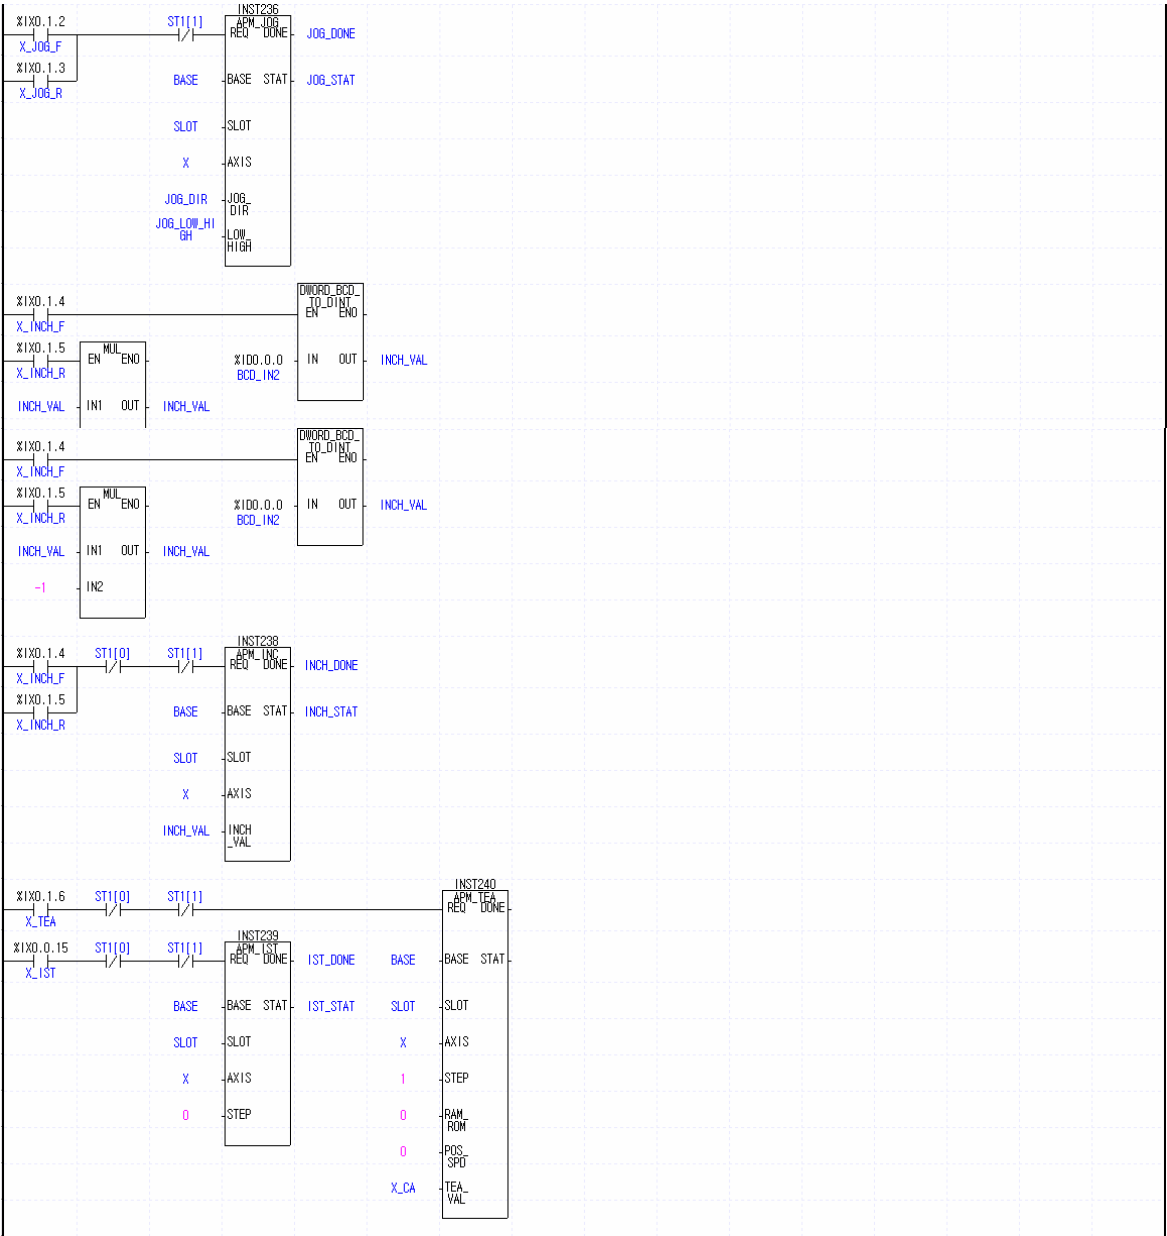 INST236
%IX0.1.2 ST1[1] APM_JOG
REQ DONE JOG_DONE
X_JOG_F
%IX0.1.3
BASE BASE STAT JOG_STAT
X_JOG_R
SLOT SLOT
X AXIS
JOG_DIR JOG_
DIR
JOG_LOW_HI
GH LOW_
HIGH
DWORD_BCD_
%IX0.1.4 TO_DINT
EN ENO
X_INCH_F
%IX0.1.5 MUL
EN ENO %ID0.0.0 IN OUT INCH_VAL
X_INCH_R BCD_IN2
INCH_VAL IN1 OUT INCH_VAL
DWORD_BCD_
%IX0.1.4 TO_DINT
EN ENO
X_INCH_F
%IX0.1.5 MUL
EN ENO %ID0.0.0 IN OUT INCH_VAL
X_INCH_R BCD_IN2
INCH_VAL IN1 OUT INCH_VAL
-1 IN2
INST238
%IX0.1.4 ST1[0] ST1[1] APM_INC
REQ DONE INCH_DONE
X_INCH_F
%IX0.1.5
BASE BASE STAT INCH_STAT
X_INCH_R
SLOT SLOT
X AXIS
INCH_VAL INCH
_VAL
INST240
%IX0.1.6 ST1[0] ST1[1] APM_TEA
REQ DONE
X_TEA
INST239
%IX0.0.15 ST1[0] ST1[1] APM_IST
REQ DONE IST_DONE BASE BASE STAT
X_IST
BASE BASE STAT IST_STAT SLOT SLOT
SLOT SLOT X AXIS
X AXIS 1 STEP
0 STEP 0 RAM_
ROM
0 POS_
SPD
X_CA TEA_
VAL